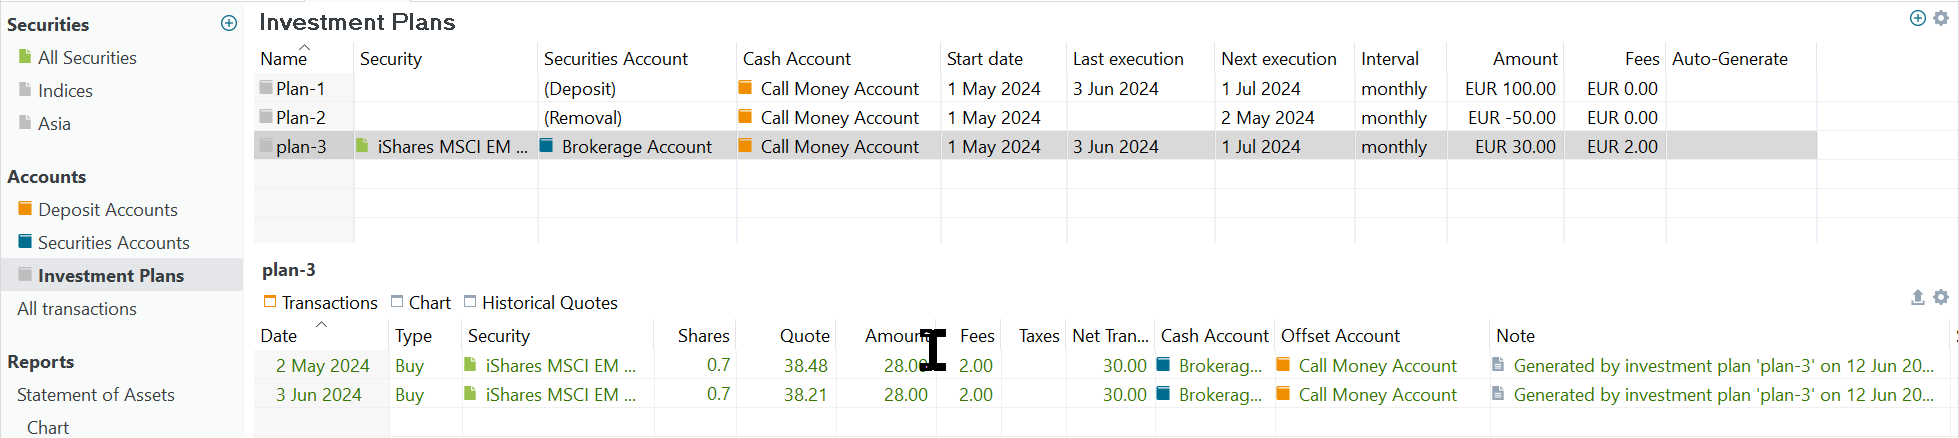 Securities
All Securities
Indices
Asia
Accounts
Deposit Accounts
Securities Accounts
Investment Plans
All transactions
Reports
Statement of Assets
Chart
Investment Plans
Name Security Securities Account Cash Account Start date Last execution Next execution Interval Amount Fees Auto-Generate
Plan-1 (Deposit) Call Money Account 1 May 2024 3 Jun 2024 1 Jul 2024 monthly EUR 100.00 EUR 0.00
Plan-2 (Removal) Call Money Account 1 May 2024 2 May 2024 monthly EUR -50.00 EUR 0.00
plan-3 iShares MSCI EM ... Brokerage Account Call Money Account 1 May 2024 3 Jun 2024 1 Jul 2024 monthly EUR 30.00 EUR 2.00
plan-3
Transactions Chart Historical Quotes
Date Type Security Shares Quote Amount Fees Taxes Net Tran... Cash Account Offset Account Note
2 May 2024 Buy iShares MSCI EM ... 0.7 38.48 28.00 2.00 30.00 Brokerag... Call Money Account Generated by investment plan 'plan-3' on 12 Jun 20...
3 Jun 2024 Buy iShares MSCI EM ... 0.7 38.21 28.00 2.00 30.00 Brokerag... Call Money Account Generated by investment plan 'plan-3' on 12 Jun 20...